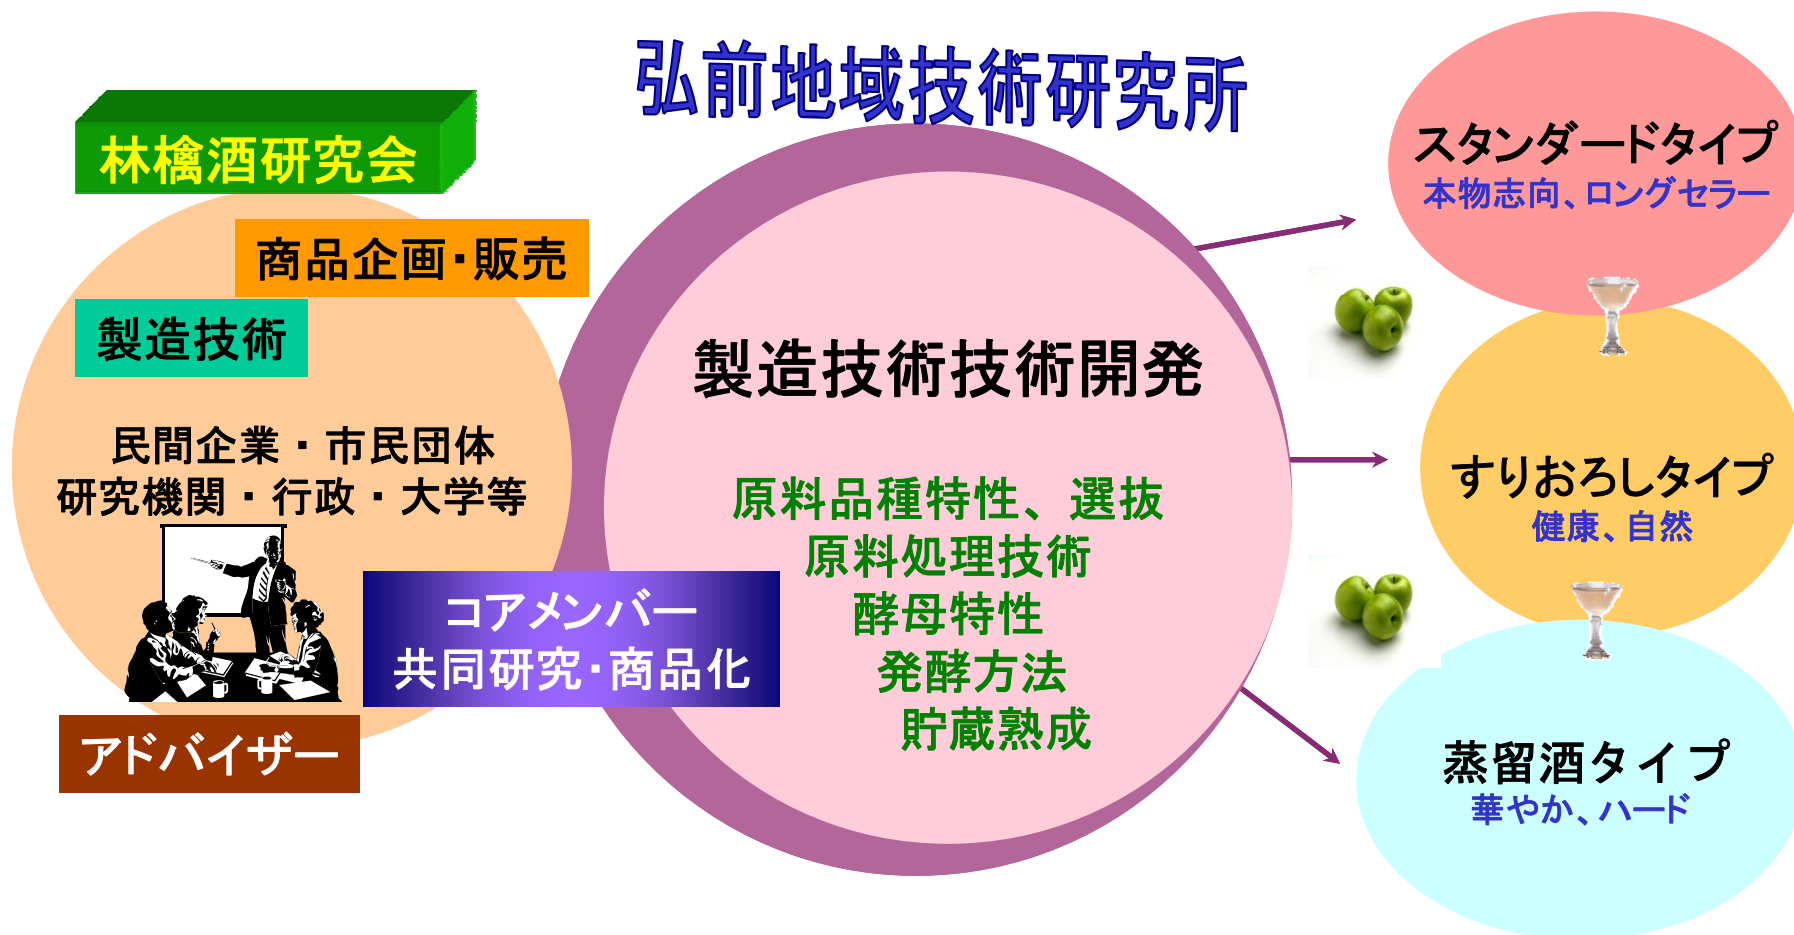 弘前地域技術研究所
林檎酒研究会
商品企画・販売
製造技術
民間企業・市民団体
研究機関・行政・大学等
コアメンバー
共同研究・商品化
アドバイザー
製造技術技術開発
原料品種特性、選抜
原料処理技術
酵母特性
発酵方法
貯蔵熟成
スタンダードタイプ
本物志向、ロングセラー
すりおろしタイプ
健康、自然
蒸留酒タイプ
華やか、ハード